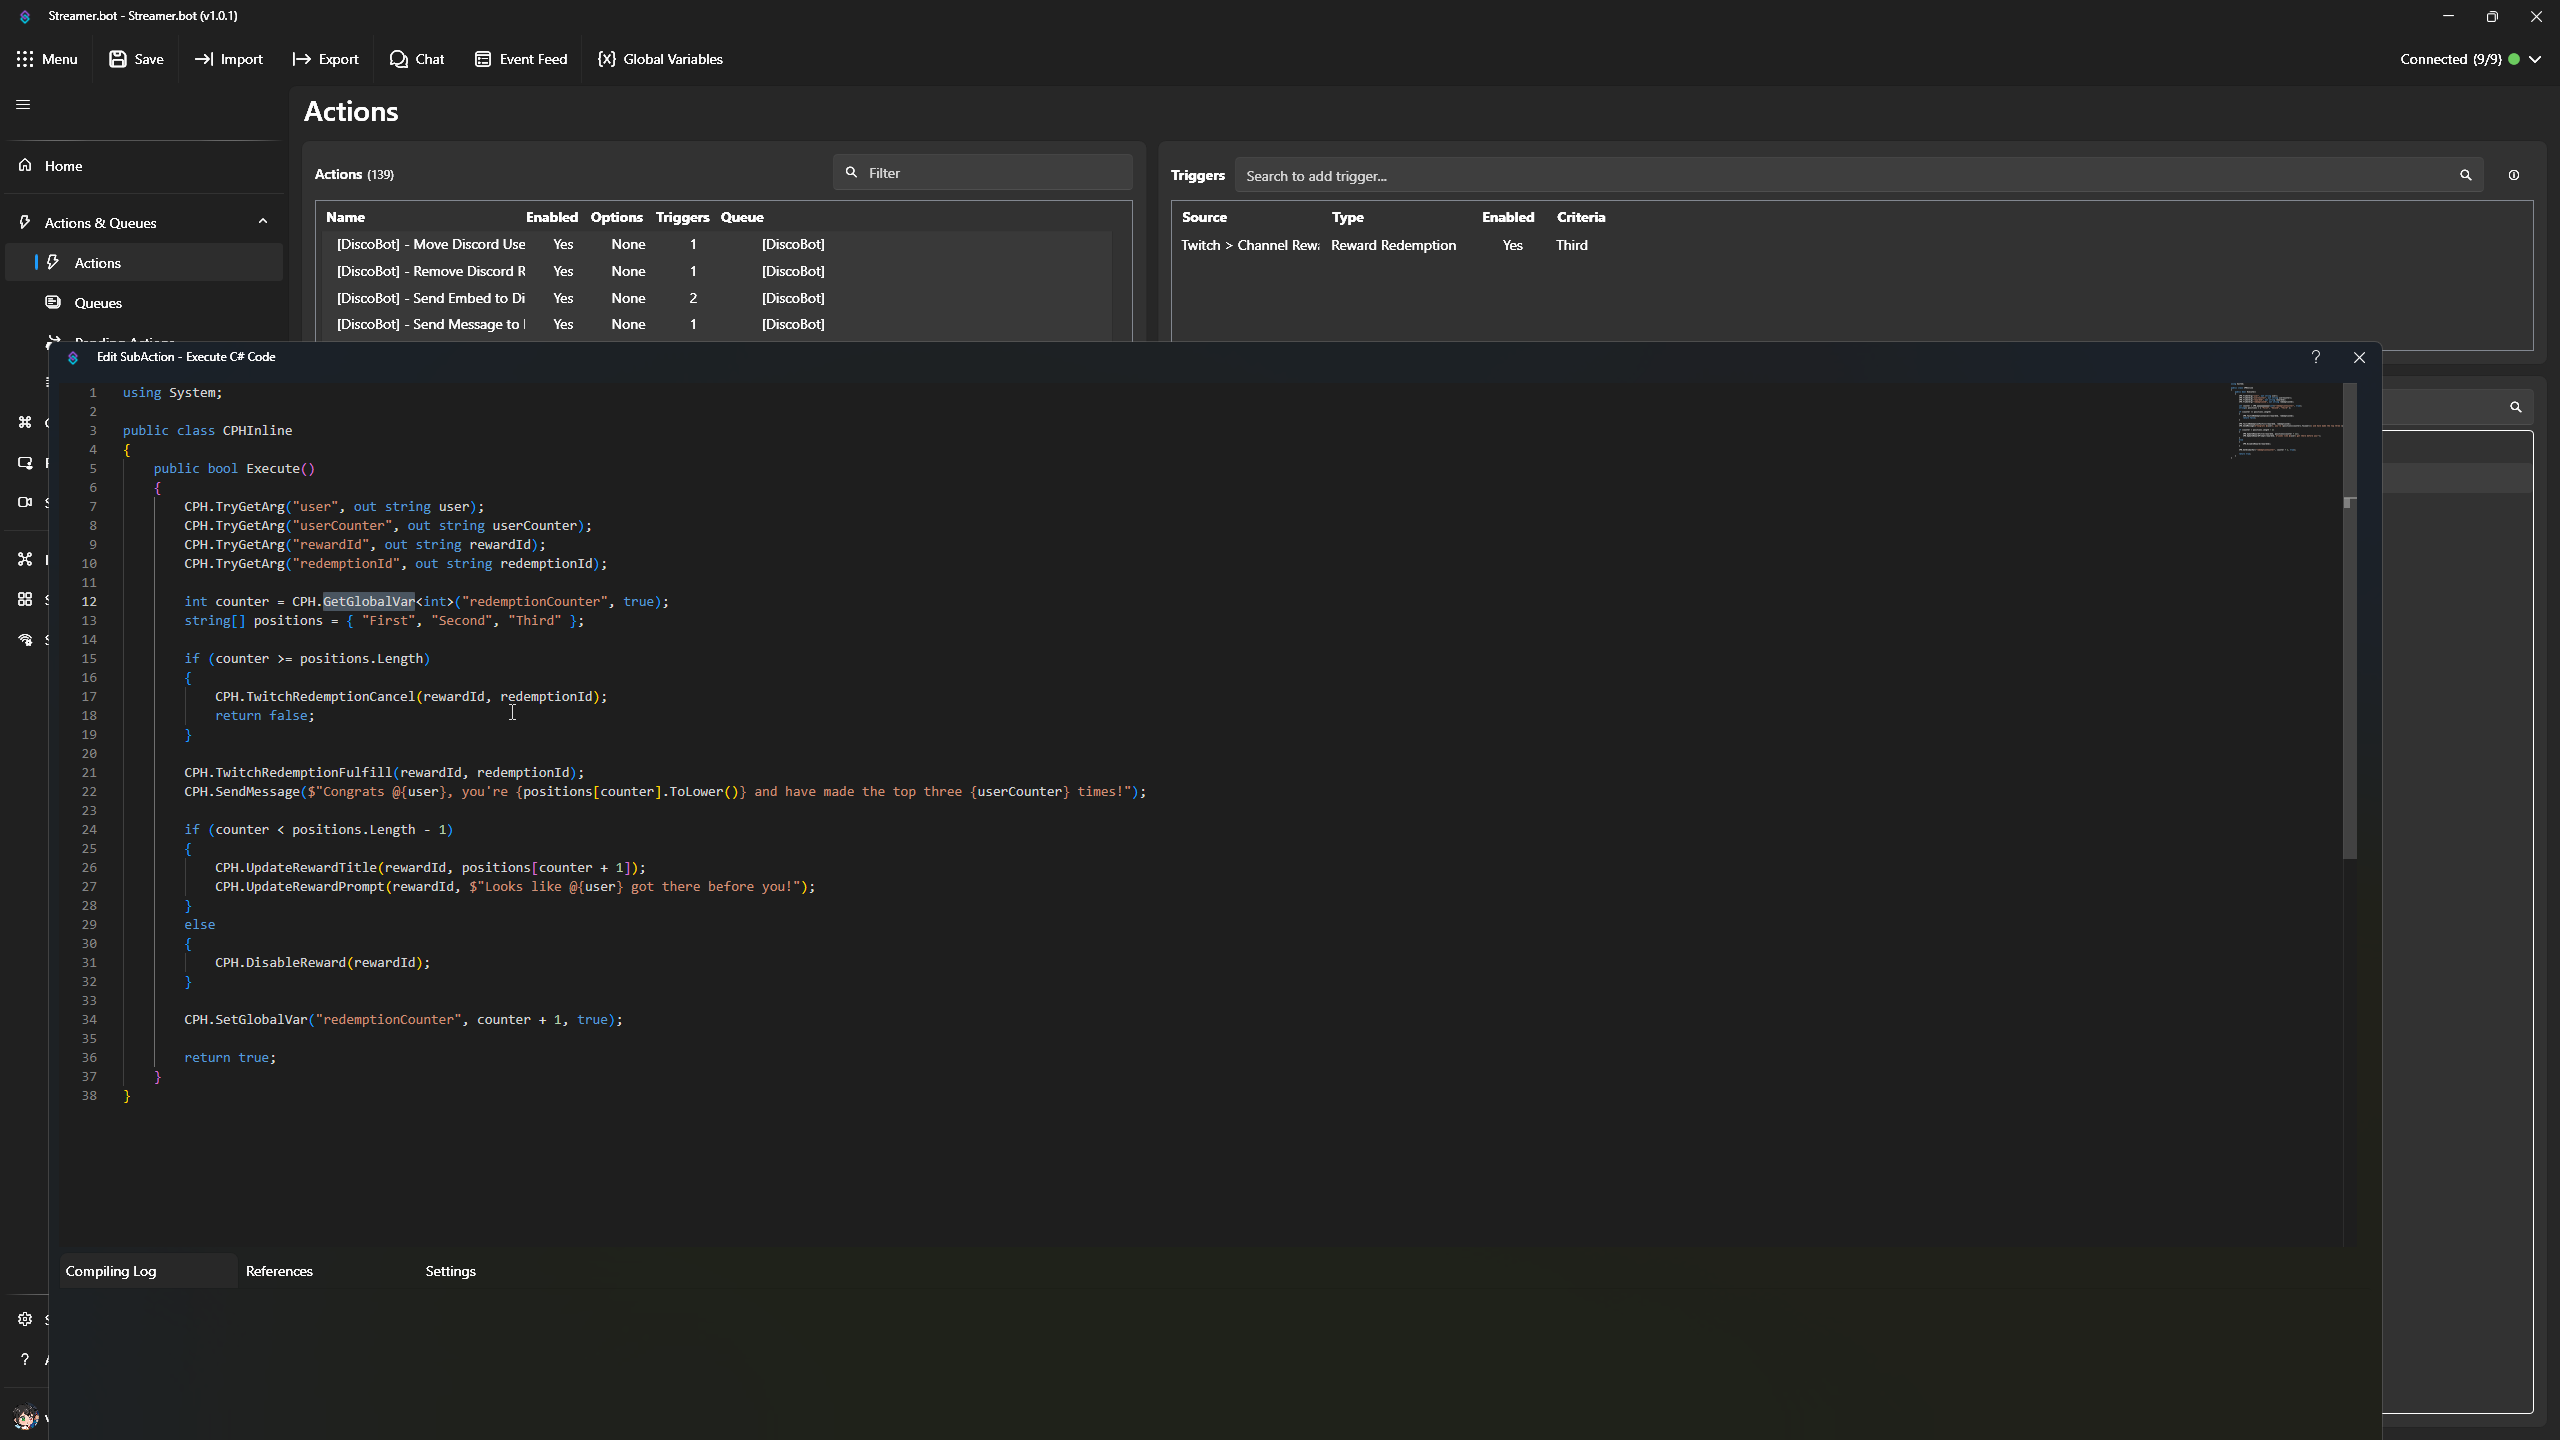 Streamer.bot - Streamer.bot (v1.0.1)
Menu
Save
Import
Export
Chat
Event Feed
Global Variables
Connected (9/9)
Actions
Home
Actions (139)
Filter
Triggers
Search to add trigger...
Name Enabled Options Triggers Queue
Source Type Enabled Criteria
Actions & Queues
[DiscoBot] - Move Discord Use Yes None 1 [DiscoBot]
Twitch > Channel Rew Reward Redemption Yes Third
Actions
[DiscoBot] - Remove Discord R Yes None 1 [DiscoBot]
Queues
[DiscoBot] - Send Embed to Di Yes None 2 [DiscoBot]
[DiscoBot] - Send Message to Yes None 1 [DiscoBot]
Edit SubAction - Execute C# Code
?
1 using System;
2
3 public class CPHInline
4 {
5 public bool Execute()
6 {
7 CPH.TryGetArg("user", out string user);
8 CPH.TryGetArg("userCounter", out string userCounter);
9 CPH.TryGetArg("rewardId", out string rewardId);
10 CPH.TryGetArg("redemptionId", out string redemptionId);
11
12 int counter = CPH.GetGlobalVar<int>("redemptionCounter", true);
13 string[] positions = { "First", "Second", "Third" };
14
15 if (counter >= positions.Length)
16 {
17 CPH.TwitchRedemptionCancel(rewardId, redemptionId);
18 return false;
19 }
20
21 CPH.TwitchRedemptionFulfill(rewardId, redemptionId);
22 CPH.SendMessage($"Congrats @{user}, you're {positions[counter].ToLower()} and have made the top three {userCounter} times!");
23
24 if (counter < positions.Length - 1)
25 {
26 CPH.UpdateRewardTitle(rewardId, positions[counter + 1]);
27 CPH.UpdateRewardPrompt(rewardId, $"Looks like @{user} got there before you!");
28 }
29 else
30 {
31 CPH.DisableReward(rewardId);
32 }
33
34 CPH.SetGlobalVar("redemptionCounter", counter + 1, true);
35
36 return true;
37 }
38 }
Compiling Log
References
Settings
?